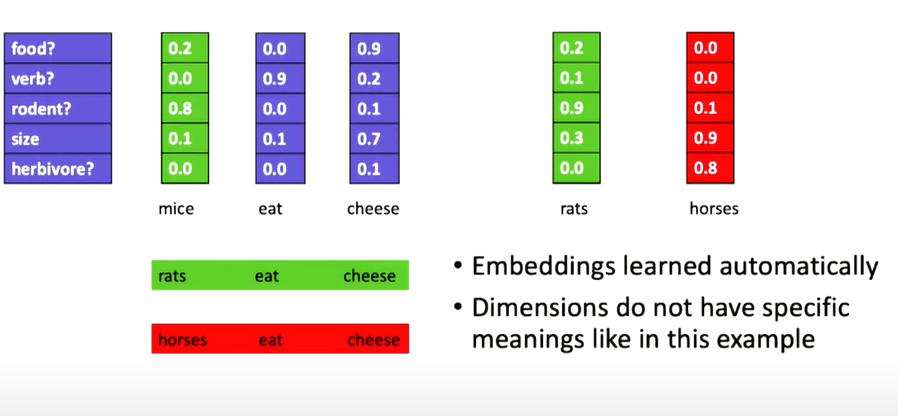 food? 0.2 0.0 0.9 0.2 0.0
verb? 0.0 0.9 0.2 0.1 0.0
rodent? 0.8 0.0 0.1 0.9 0.1
size 0.1 0.1 0.7 0.3 0.9
herbivore? 0.0 0.0 0.1 0.0 0.8
mice eat cheese rats horses
rats eat cheese
horses eat cheese
• Embeddings learned automatically
• Dimensions do not have specific
meanings like in this example